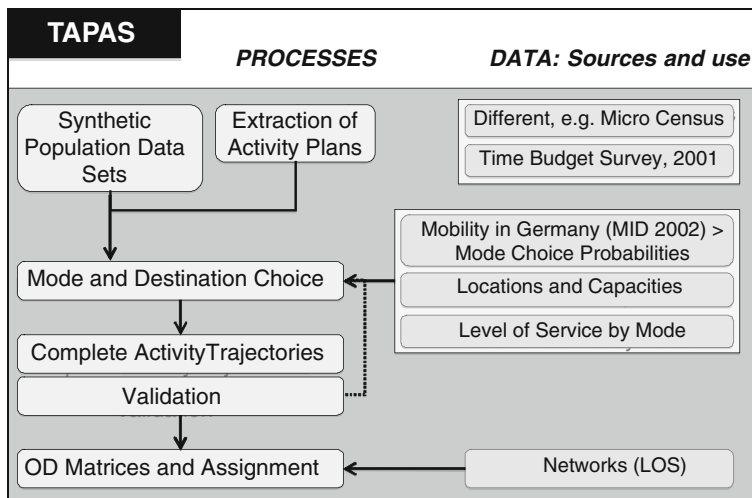 TAPAS
PROCESSES
DATA: Sources and use
Synthetic
Population Data
Sets
Extraction of
Activity Plans
Different, e.g. Micro Census
Time Budget Survey, 2001
Mobility in Germany (MID 2002) >
Mode Choice Probabilities
Locations and Capacities
Level of Service by Mode
Mode and Destination Choice
Complete ActivityTrajectories
Validation
OD Matrices and Assignment
Networks (LOS)